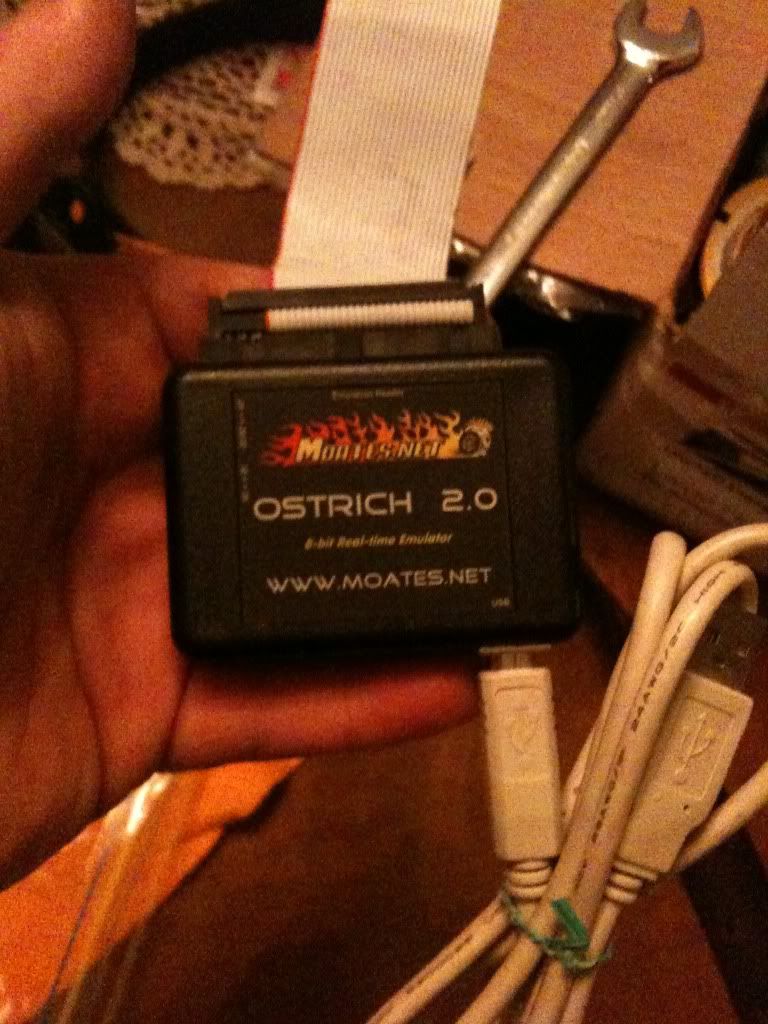 MOATES.NET
OSTRICH 2.0
8-bit Real-time Emulator
WWW.MOATES.NET
USB